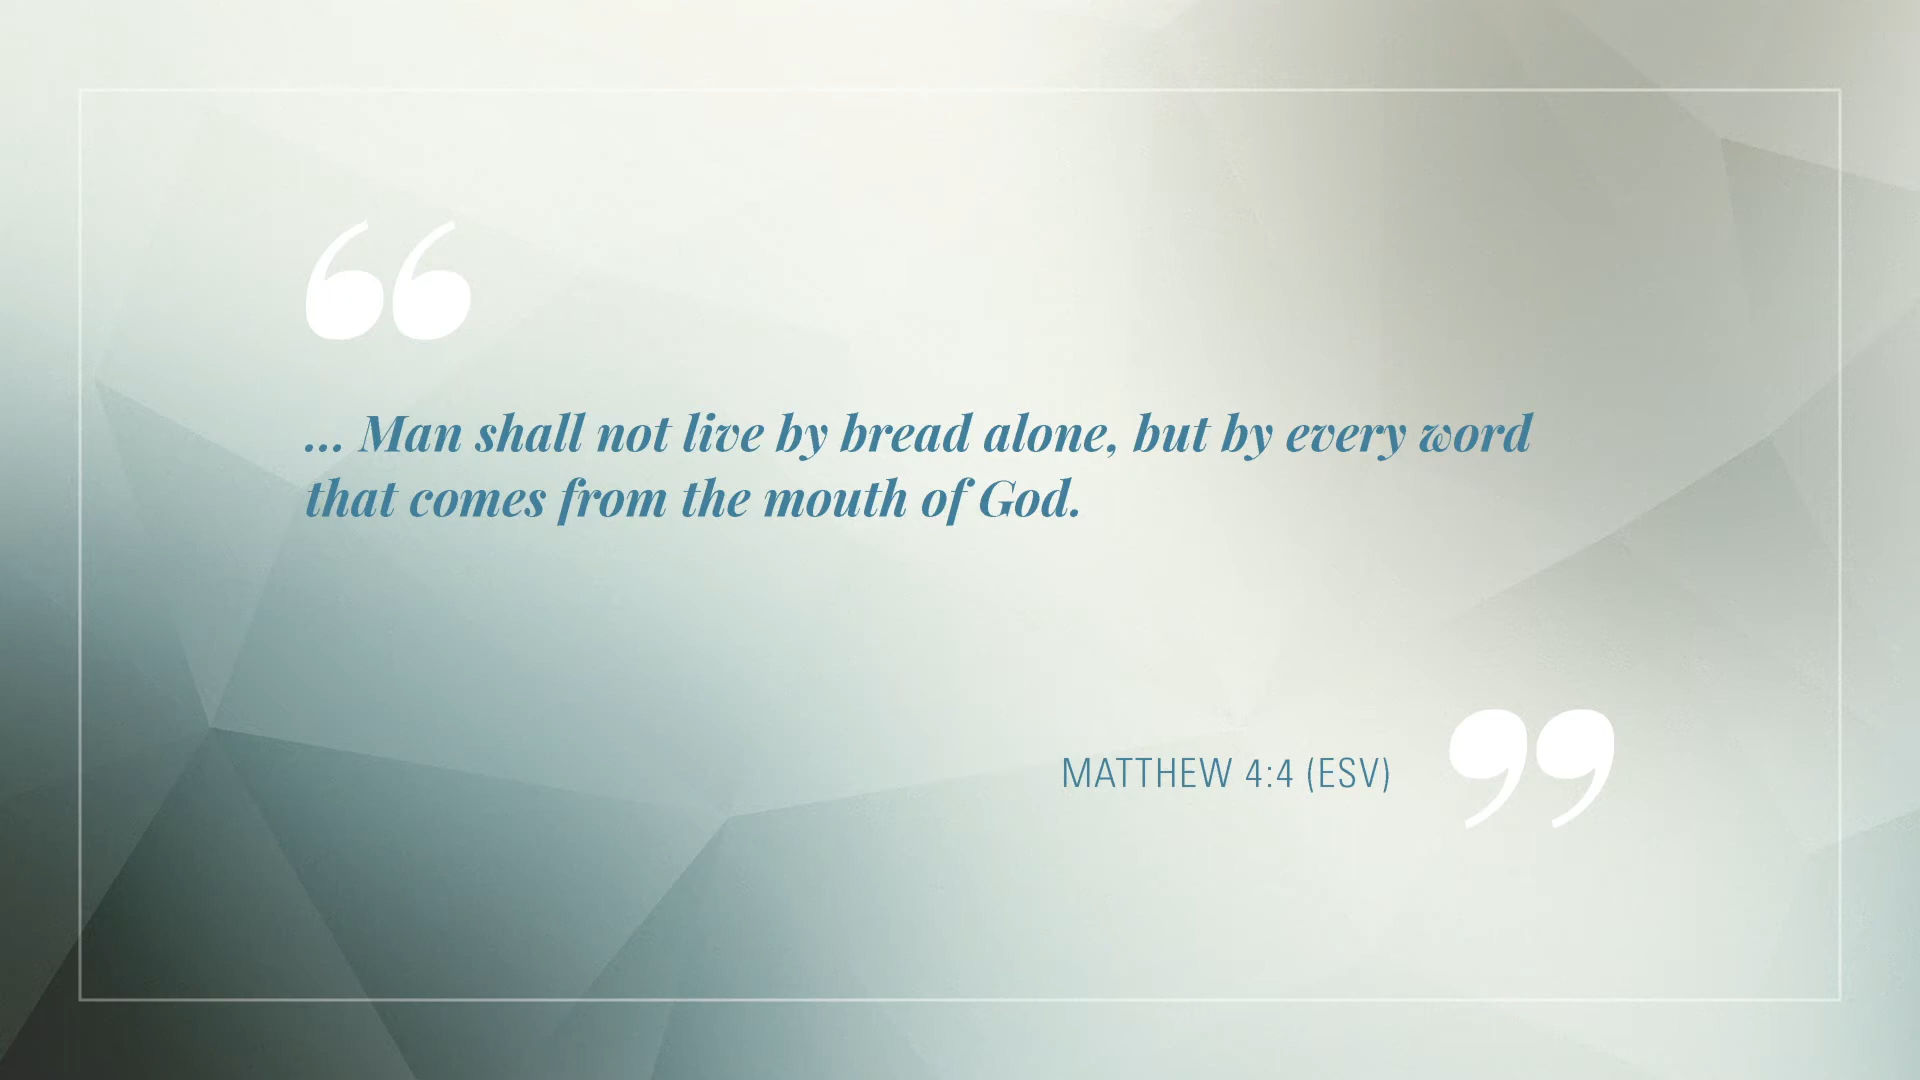 “
… Man shall not live by bread alone, but by every word
that comes from the mouth of God.
MATTHEW 4:4 (ESV) ”